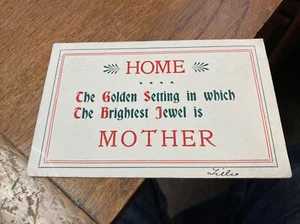 HOME
The Golden Setting in which
The Brightest Jewel is
MOTHER